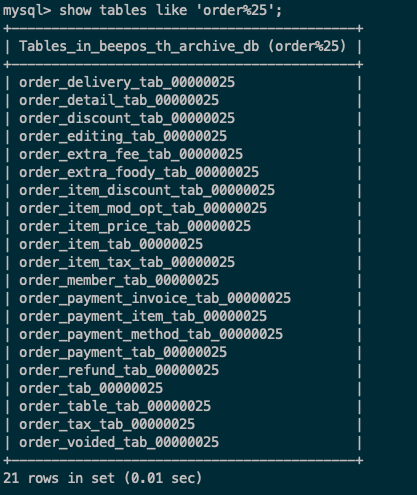 mysql> show tables like 'order%25';
+-------------------------------------------+
| Tables_in_beepos_th_archive_db (order%25) |
+-------------------------------------------+
| order_delivery_tab_00000025               |
| order_detail_tab_00000025                 |
| order_discount_tab_00000025               |
| order_editing_tab_00000025                |
| order_extra_fee_tab_00000025              |
| order_extra_foody_tab_00000025            |
| order_item_discount_tab_00000025          |
| order_item_mod_opt_tab_00000025           |
| order_item_price_tab_00000025             |
| order_item_tab_00000025                   |
| order_item_tax_tab_00000025               |
| order_member_tab_00000025                 |
| order_payment_invoice_tab_00000025        |
| order_payment_item_tab_00000025           |
| order_payment_method_tab_00000025         |
| order_payment_tab_00000025                |
| order_refund_tab_00000025                 |
| order_tab_00000025                        |
| order_table_tab_00000025                  |
| order_tax_tab_00000025                    |
| order_voided_tab_00000025                 |
+-------------------------------------------+
21 rows in set (0.01 sec)